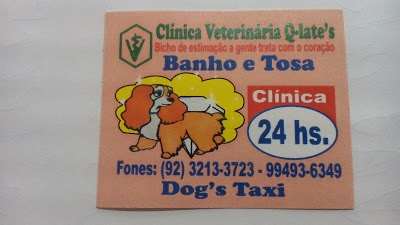 Clínica Veterinária Q-late's
Bicho de estimação a gente trata com o coração
Banho e Tosa
Clínica
24 hs.
Fones: (92) 3213-3723 - 99493-6349
Dog's Taxi